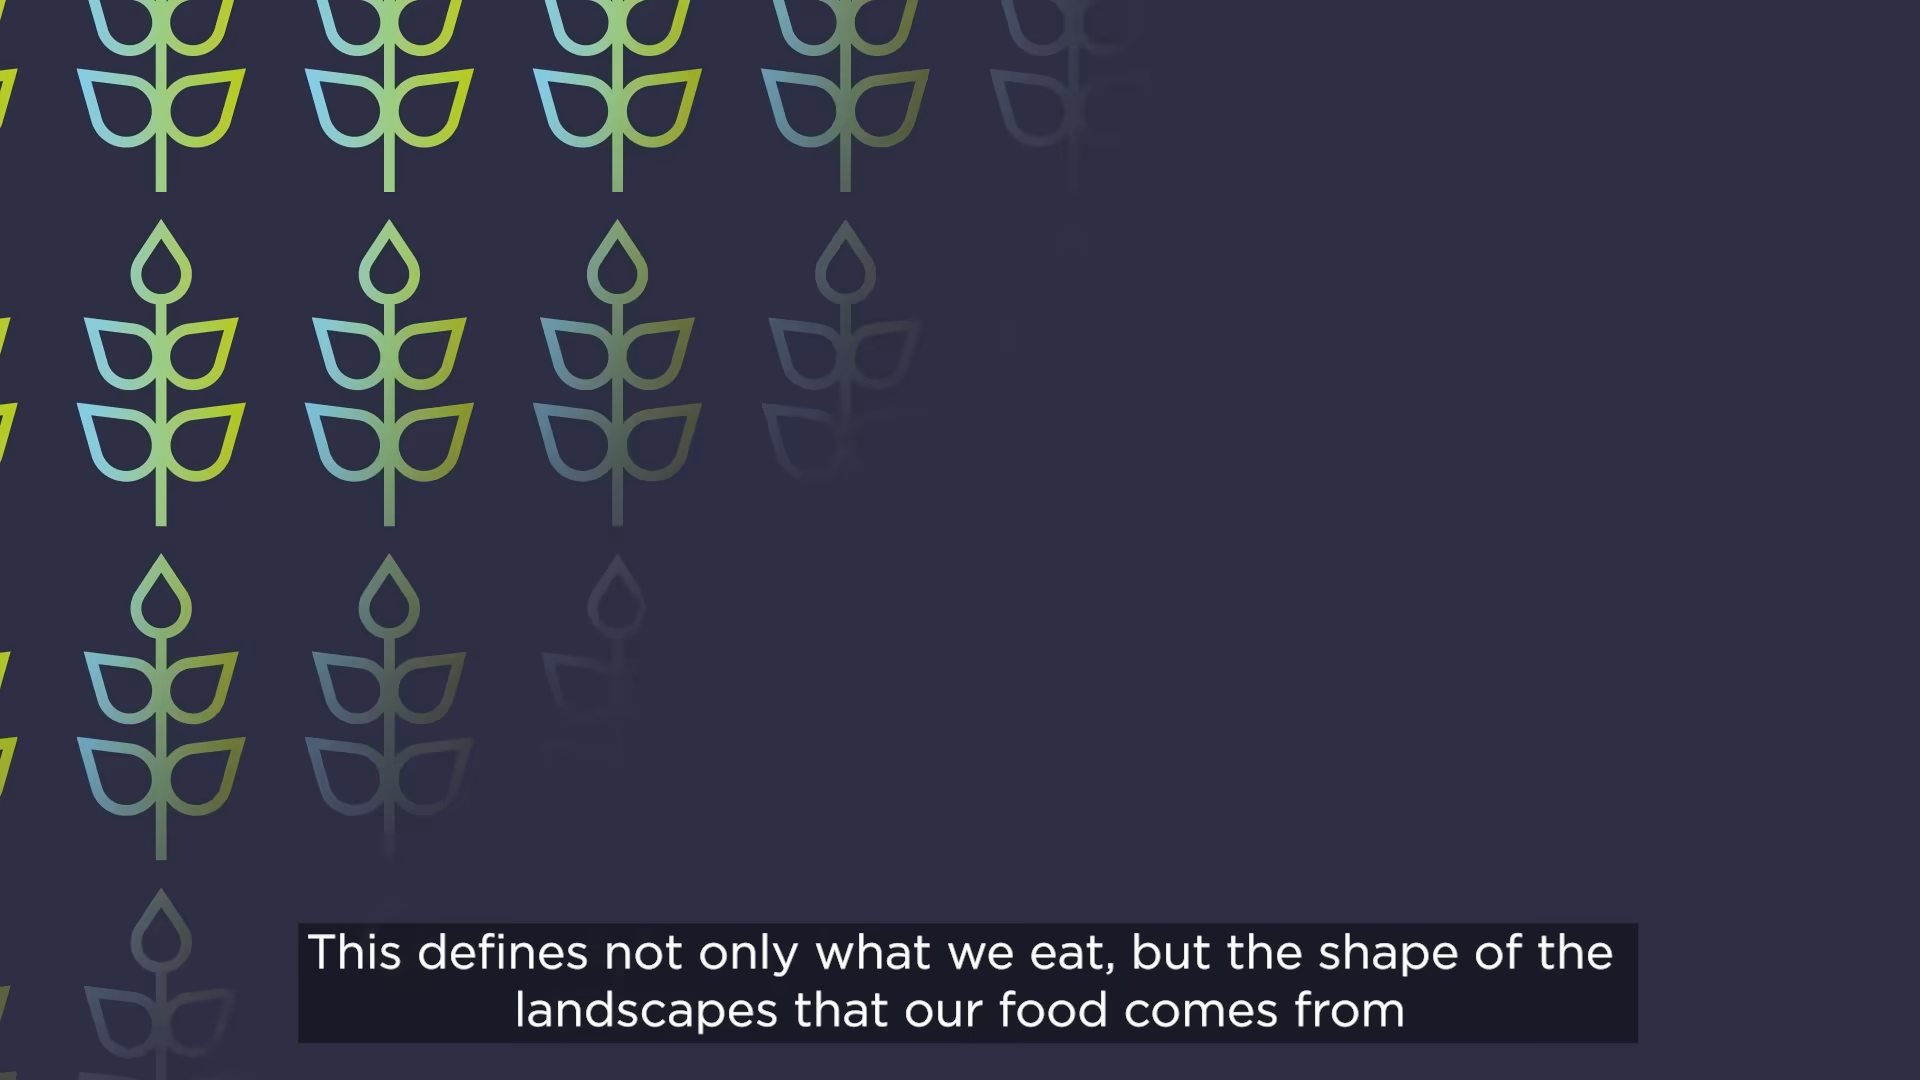 This defines not only what we eat, but the shape of the
landscapes that our food comes from